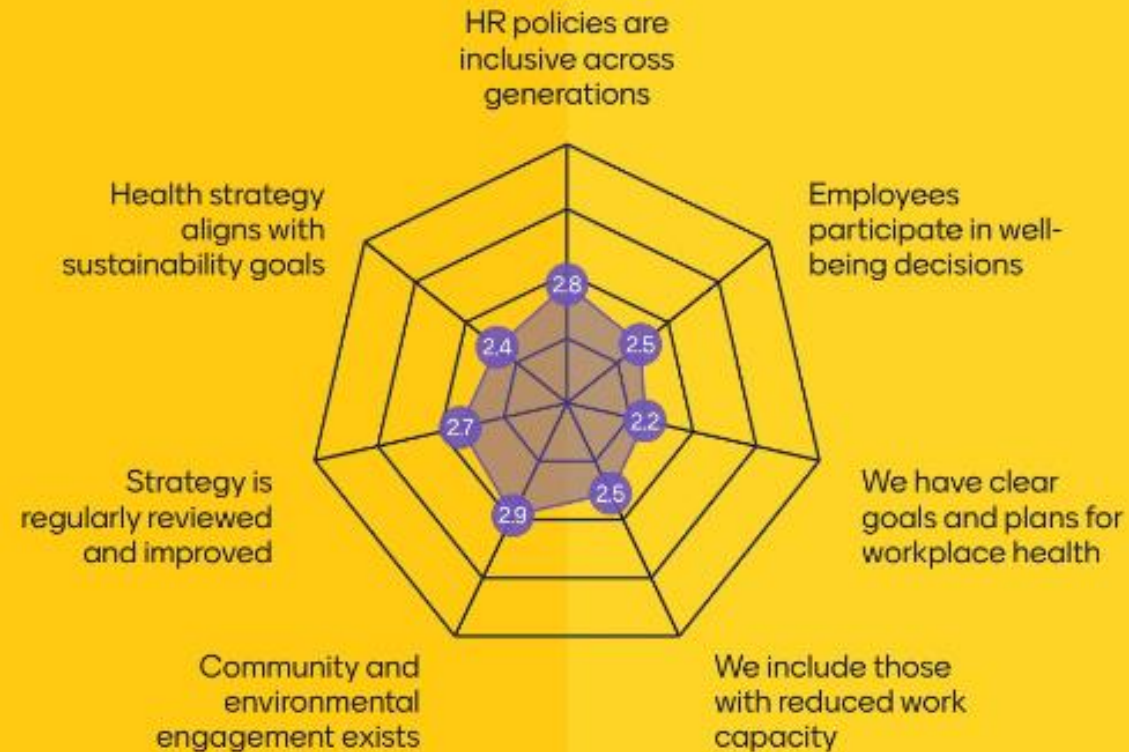 HR policies are
inclusive across
generations
Health strategy
aligns with
sustainability goals
Employees
participate in well-
being decisions
2.8
2.4
2.5
2.7
2.2
2.9
2.5
Strategy is
regularly reviewed
and improved
We have clear
goals and plans for
workplace health
Community and
environmental
engagement exists
We include those
with reduced work
capacity